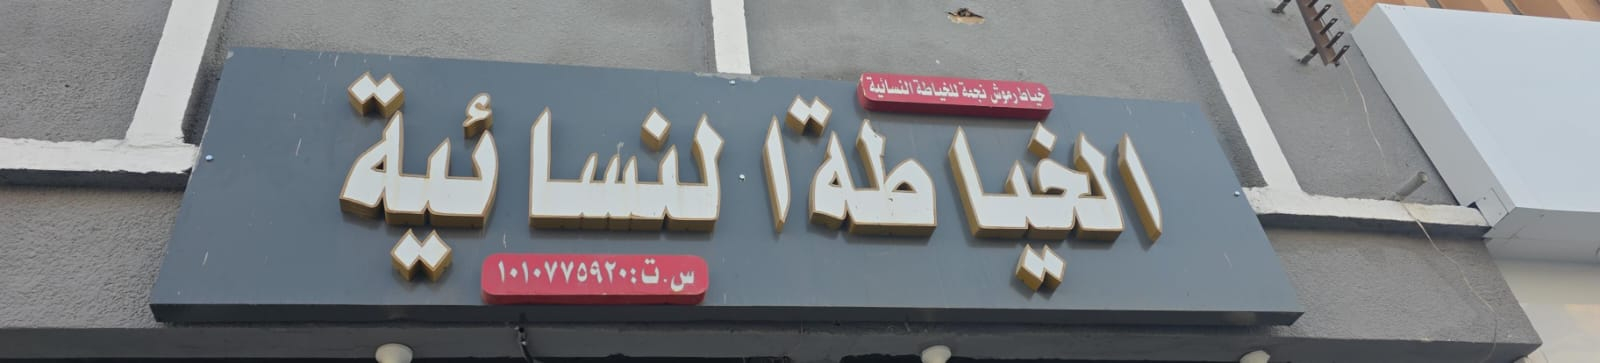 خياط رموش نجمة للخياطة النسائية
الخياطة النسائية
س.ت: ١٠١٠٧٧٥٩٢٠